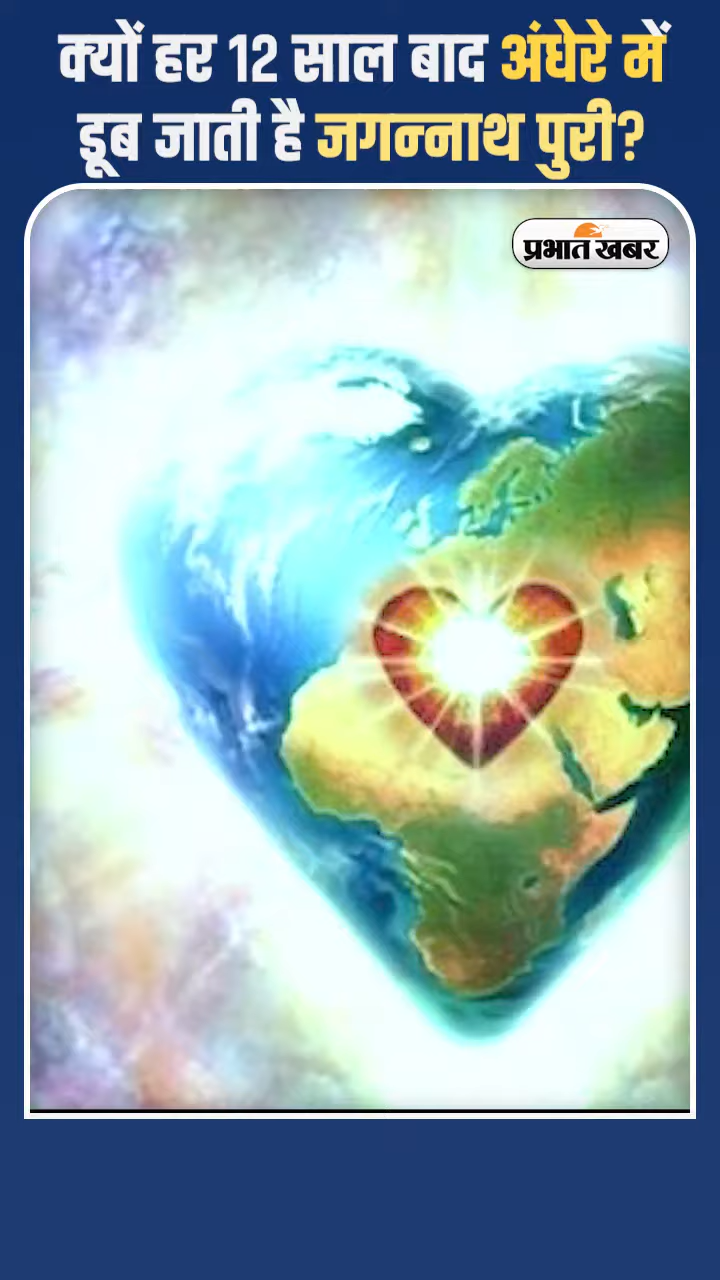 क्यों हर 12 साल बाद अंधेरे में
डूब जाती है जगन्नाथ पुरी?
प्रभात खबर